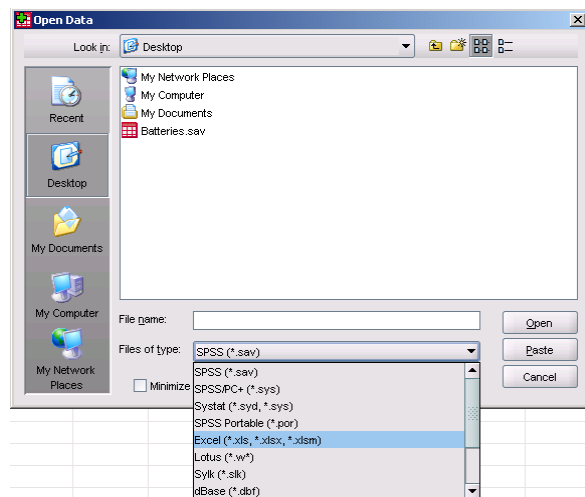 Open Data
Look in: Desktop
My Network Places
My Computer
My Documents
Batteries.sav
Recent
Desktop
My Documents
My Computer
My Network
Places
File name:
Open
Files of type: SPSS (*.sav)
Paste
Minimize
Cancel
SPSS (*.sav)
SPSS/PC+ (*.sys)
Systat (*.syd, *.sys)
SPSS Portable (*.por)
Excel (*.xls, *.xlsx, *.xlsm)
Lotus (*.w*)
Sylk (*.slk)
dBase (*.dbf)